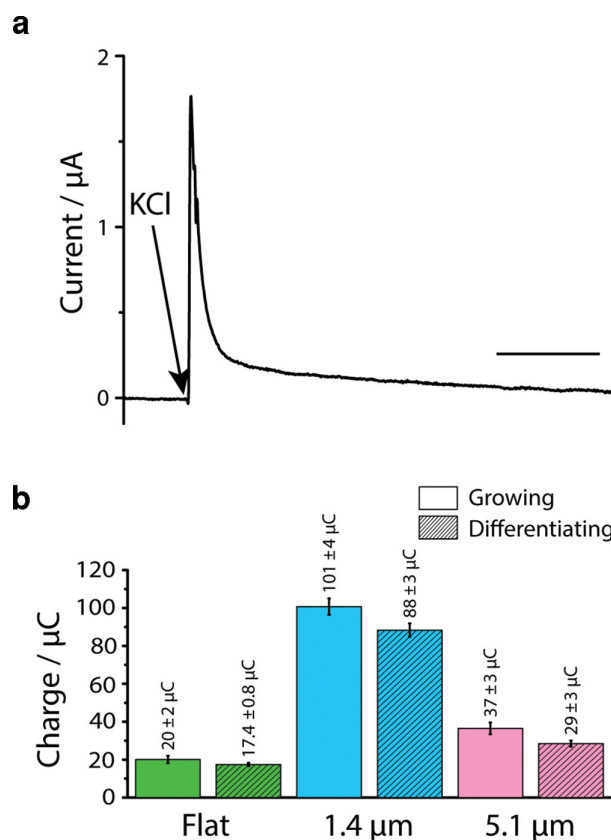 a
2
1
0
Current / µA
KCl
b
Growing
Differentiating
120
100
80
60
40
20
0
Charge / µC
20 ± 2 µC
17.4 ± 0.8 µC
101 ± 4 µC
88 ± 3 µC
37 ± 3 µC
29 ± 3 µC
Flat
1.4 µm
5.1 µm